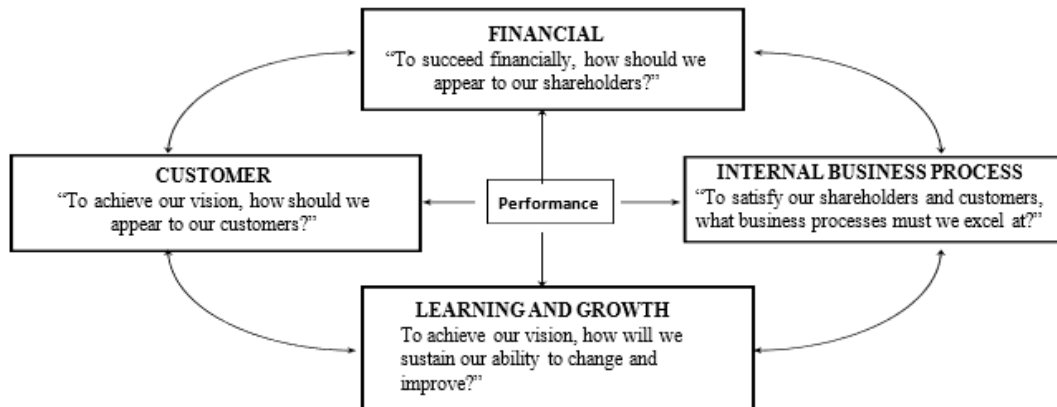 FINANCIAL
“To succeed financially, how should we
appear to our shareholders?”
CUSTOMER
“To achieve our vision, how should we
appear to our customers?”
Performance
INTERNAL BUSINESS PROCESS
“To satisfy our shareholders and customers,
what business processes must we excel at?”
LEARNING AND GROWTH
To achieve our vision, how will we
sustain our ability to change and
improve?”